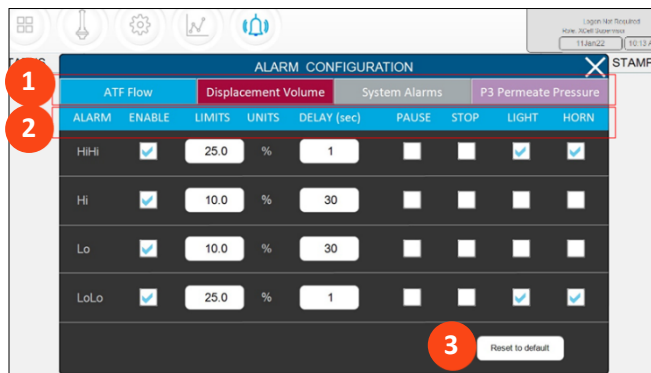 Logon Not Required
Role: XCell Supervisor
11Jan22 10:13 A
STAMP
ALARM CONFIGURATION
1
ATF Flow Displacement Volume System Alarms P3 Permeate Pressure
2
ALARM ENABLE LIMITS UNITS DELAY (sec) PAUSE STOP LIGHT HORN
HiHi 25.0 % 1
Hi 10.0 % 30
Lo 10.0 % 30
LoLo 25.0 % 1
3
Reset to default